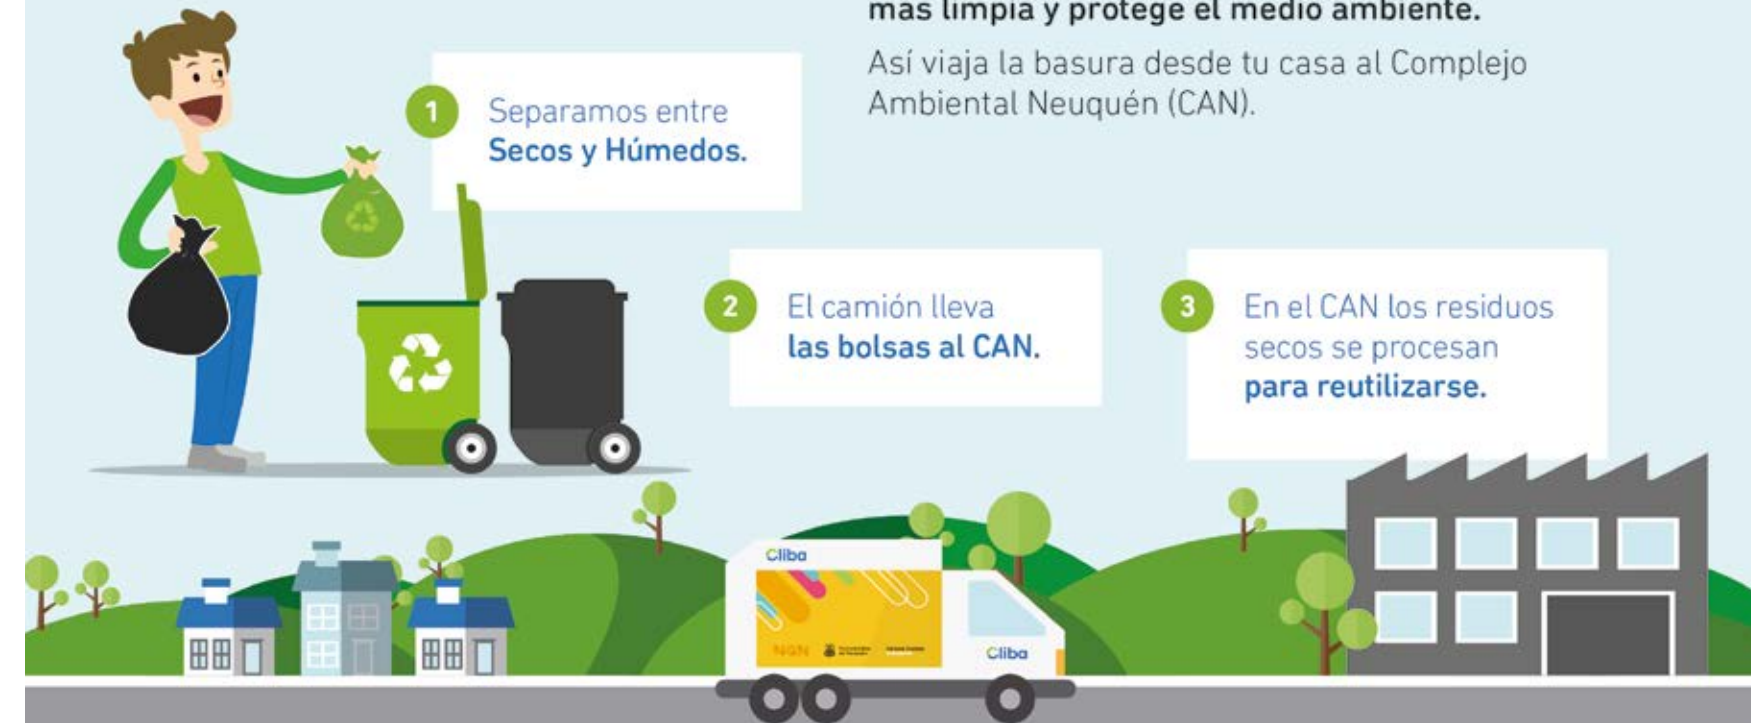 mas limpia y protege el medio ambiente.
Así viaja la basura desde tu casa al Complejo
Ambiental Neuquén (CAN).
1
Separamos entre
Secos y Húmedos.
2
El camión lleva
las bolsas al CAN.
3
En el CAN los residuos
secos se procesan
para reutilizarse.
Cliba
NQN
Cliba